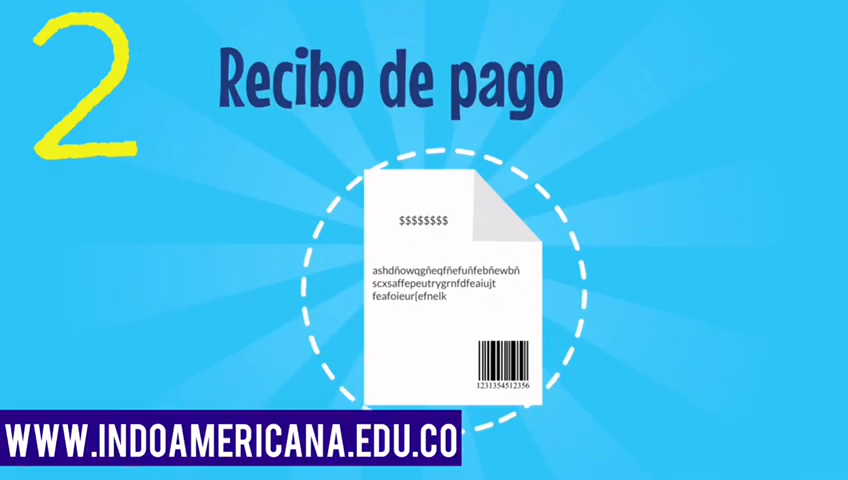 2
Recibo de pago
$$$$$$$$
ashdñowqgñeqfñefuñfebñewbñ
scxsaffepeutrygrnfdfeaiujt
feafoieur[efnelk
1231354512356
WWW.INDOAMERICANA.EDU.CO